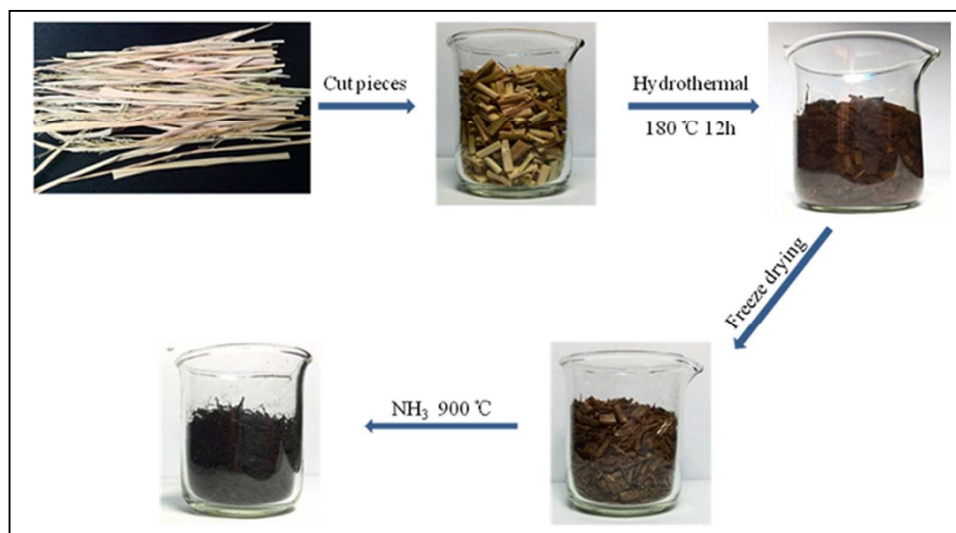 Cut pieces
Hydrothermal
180 ℃ 12h
Freeze drying
NH₃ 900 ℃